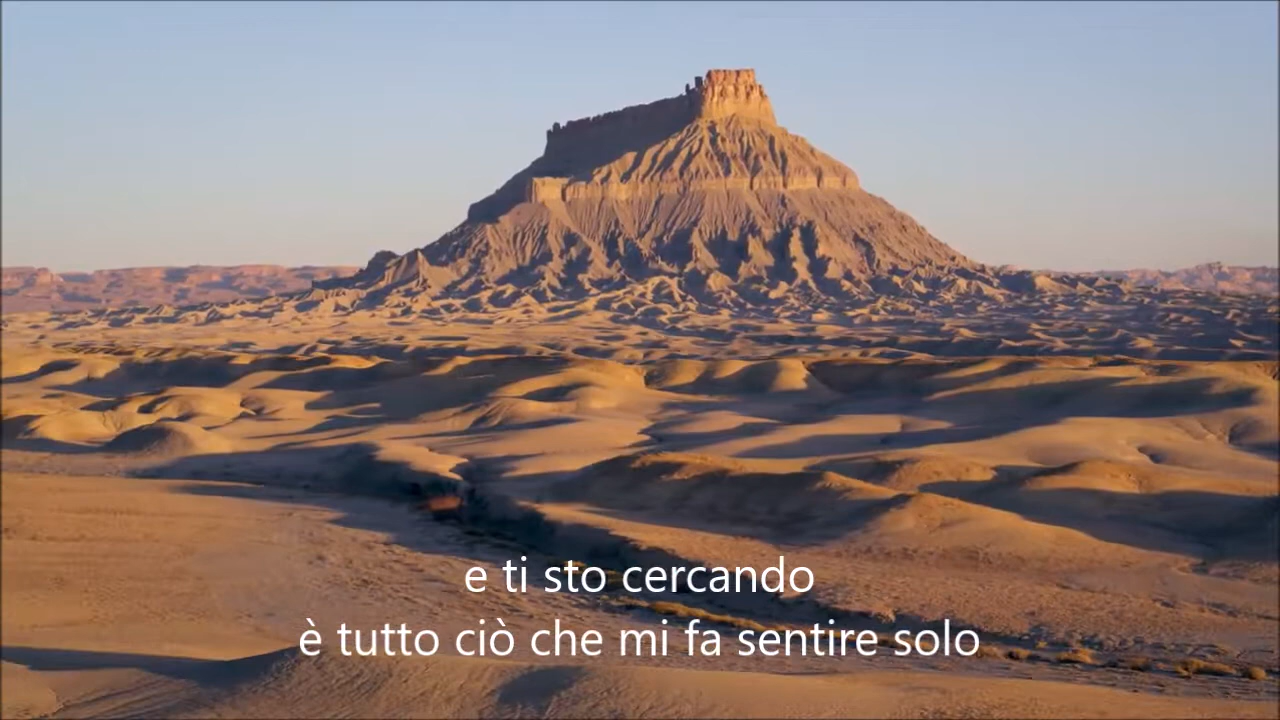 e ti sto cercando
è tutto ciò che mi fa sentire solo